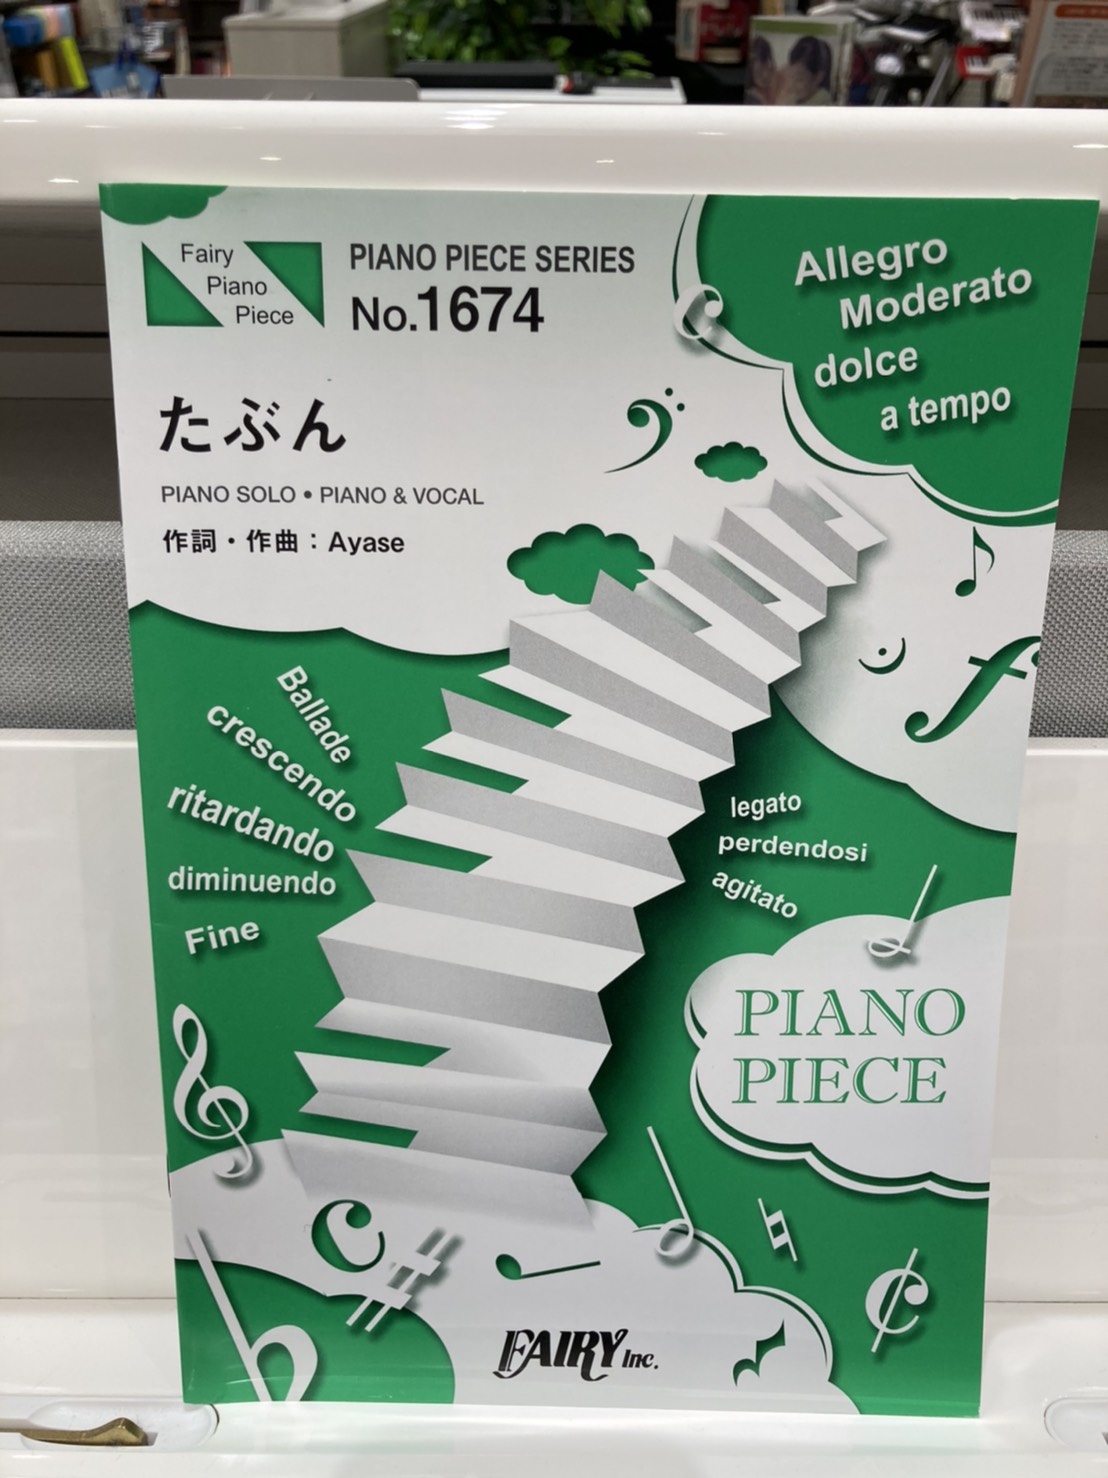 Fairy
Piano
Piece
PIANO PIECE SERIES
No.1674
たぶん
PIANO SOLO • PIANO & VOCAL
作詞・作曲：Ayase
Allegro
Moderato
dolce
a tempo
Ballade
crescendo
ritardando
diminuendo
Fine
legato
perdendosi
agitato
PIANO
PIECE
FAIRY Inc.